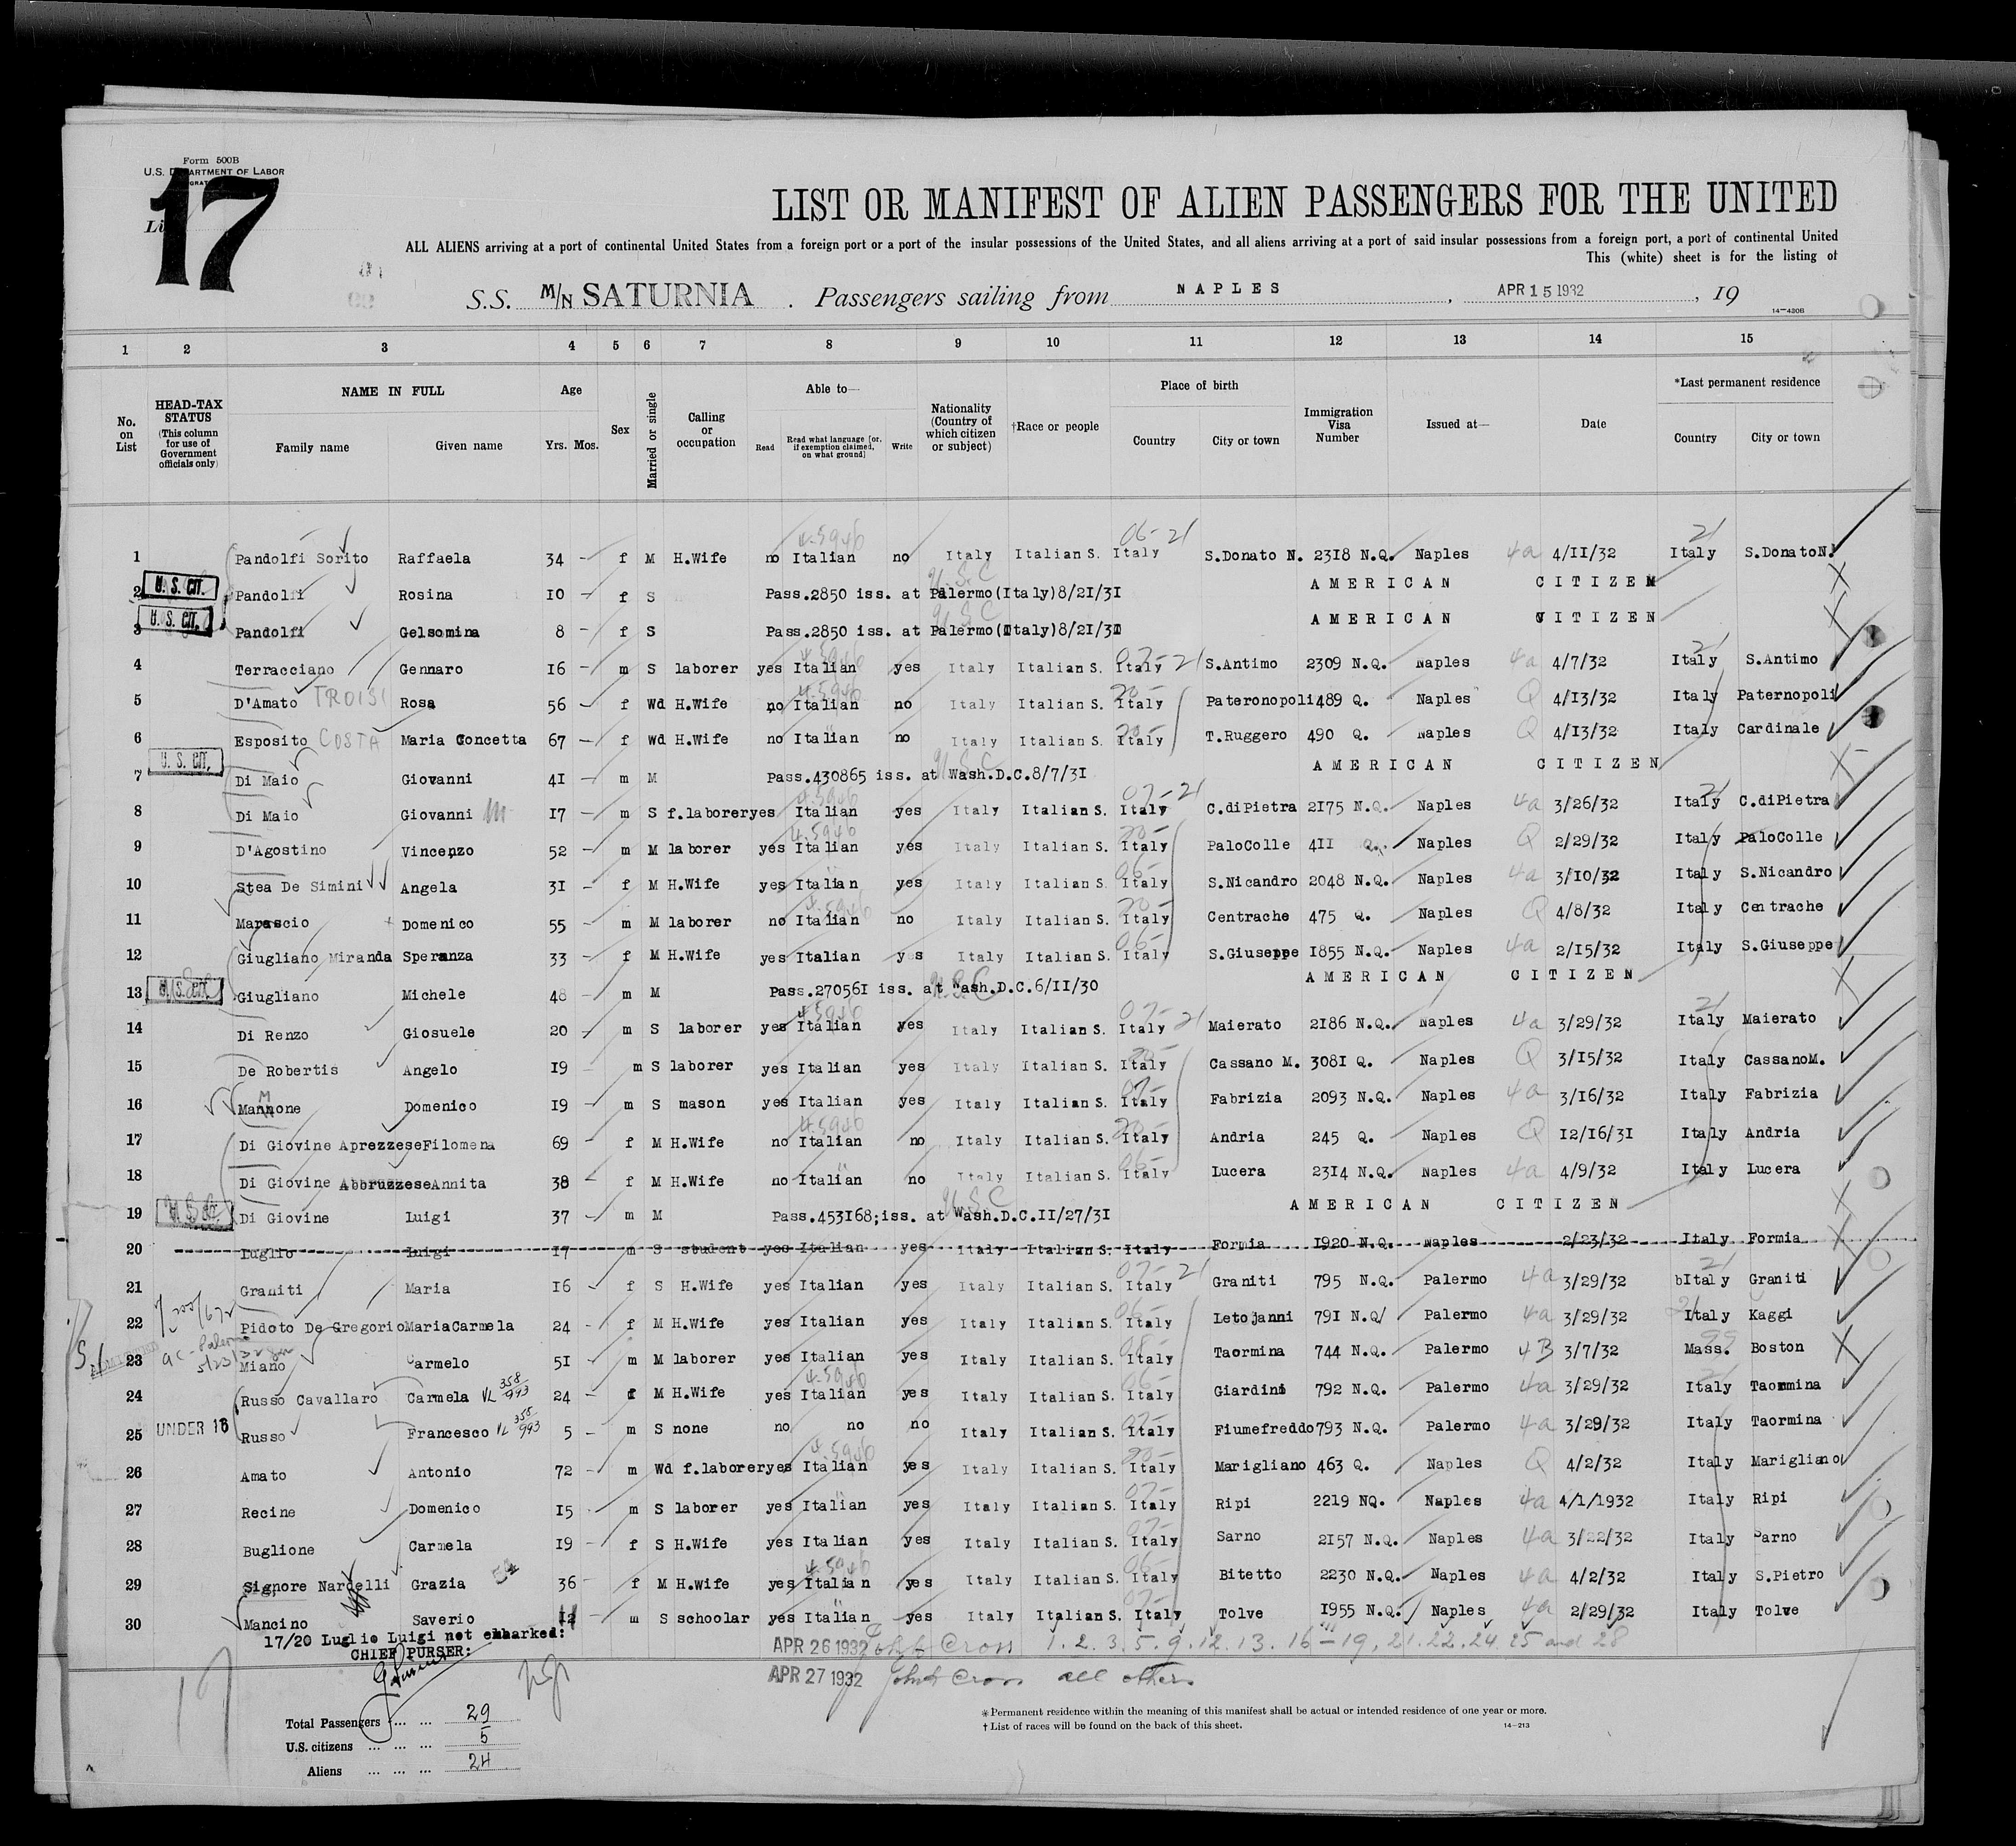 Form 500B
U.S. DEPARTMENT OF LABOR
17
LIST OR MANIFEST OF ALIEN PASSENGERS FOR THE UNITED
ALL ALIENS arriving at a port of continental United States from a foreign port or a port of the insular possessions of the United States, and all aliens arriving at a port of said insular possessions from a foreign port, a port of continental United
This (white) sheet is for the listing of
S.S. M/N SATURNIA . Passengers sailing from NAPLES , APR 15 1932 , 19
14-430B
1 2 3 4 5 6 7 8 9 10 11 12 13 14 15
No. on List HEAD-TAX STATUS (This column for use of Government officials only) NAME IN FULL Family name Given name Age Yrs. Mos. Sex Married or single Calling or occupation Able to— Read Read what language [or, if exemption claimed, on what ground] Write Nationality (Country of which citizen or subject) †Race or people Place of birth Country City or town Immigration Visa Number Issued at— Date *Last permanent residence Country City or town
4-5946 06-21 21
1 Pandolfi Sorito Raffaela 34 f M H.Wife no Italian no Italy Italian S. Italy S.Donato N. 2318 N.Q. Naples 4a 4/11/32 Italy S.DonatoN.
2 U. S. CIT. Pandolfi Rosina 10 f S Pass.2850 iss. at Palermo(Italy)8/21/31 U.S.C AMERICAN CITIZEN
3 U. S. CIT. Pandolfi Gelsomina 8 f S Pass.2850 iss. at Palermo(Italy)8/21/31 U.S.C AMERICAN CITIZEN
4 Terracciano Gennaro 16 m S laborer yes Italian yes Italy Italian S. Italy S.Antimo 2309 N.Q. Naples 4a 4/7/32 Italy S.Antimo
5 D'Amato TROISI Rosa 56 f Wd H.Wife no Italian no Italy Italian S. Italy Pateronopoli 489 Q. Naples Q 4/13/32 Italy Paternopoli
6 Esposito COSTA Maria Concetta 67 f Wd H.Wife no Italian no Italy Italian S. Italy T.Ruggero 490 Q. Naples Q 4/13/32 Italy Cardinale
7 U. S. CIT. Di Maio Giovanni 41 m M Pass.430865 iss. at Wash.D.C.8/7/31 U.S.C AMERICAN CITIZEN
8 Di Maio Giovanni 17 m S f.laborer yes Italian yes Italy Italian S. Italy C.diPietra 2175 N.Q. Naples 4a 3/26/32 Italy C.diPietra
9 D'Agostino Vincenzo 52 m M laborer yes Italian yes Italy Italian S. Italy PaloColle 411 Q. Naples Q 2/29/32 Italy PaloColle
10 Stea De Simini Angela 31 f M H.Wife yes Italian yes Italy Italian S. Italy S.Nicandro 2048 N.Q. Naples 4a 3/10/32 Italy S.Nicandro
11 Marascio Domenico 55 m M laborer no Italian no Italy Italian S. Italy Centrache 475 Q. Naples Q 4/8/32 Italy Centrache
12 Giugliano Miranda Speranza 33 f M H.Wife yes Italian yes Italy Italian S. Italy S.Giuseppe 1855 N.Q. Naples 4a 2/15/32 Italy S.Giuseppe
13 U. S. CIT. Giugliano Michele 48 m M Pass.270561 iss. at Wash.D.C.6/11/30 U.S.C AMERICAN CITIZEN
14 Di Renzo Giosuele 20 m S laborer yes Italian yes Italy Italian S. Italy Maierato 2186 N.Q. Naples 4a 3/29/32 Italy Maierato
15 De Robertis Angelo 19 m S laborer yes Italian yes Italy Italian S. Italy Cassano M. 3081 Q. Naples Q 3/15/32 Italy CassanoM.
16 Mannone Domenico 19 m S mason yes Italian yes Italy Italian S. Italy Fabrizia 2093 N.Q. Naples 4a 3/16/32 Italy Fabrizia
17 Di Giovine Aprezzese Filomena 69 f M H.Wife no Italian no Italy Italian S. Italy Andria 245 Q. Naples Q 12/16/31 Italy Andria
18 Di Giovine Abbruzzese Annita 38 f M H.Wife no Italian no Italy Italian S. Italy Lucera 2314 N.Q. Naples 4a 4/9/32 Italy Lucera
19 Di Giovine Luigi 37 m M Pass.453168;iss. at Wash.D.C.11/27/31 U.S.C AMERICAN CITIZEN
20 Luglio Luigi 17 m S student yes Italian yes Italy Italian S. Italy Formia 1920 N.Q. Naples 2/23/32 Italy Formia
21 Graniti Maria 16 f S H.Wife yes Italian yes Italy Italian S. Italy Graniti 795 N.Q. Palermo 4a 3/29/32 bItaly Graniti
22 Pidoto De Gregorio MariaCarmela 24 f M H.Wife yes Italian yes Italy Italian S. Italy Letojanni 791 N.Q/ Palermo 4a 3/29/32 Italy Kaggi
23 Miano Carmelo 51 m M laborer yes Italian yes Italy Italian S. Italy Taormina 744 N.Q. Palermo 4B 3/7/32 Mass. Boston
24 Russo Cavallaro Carmela VL 358/993 24 f M H.Wife yes Italian yes Italy Italian S. Italy Giardini 792 N.Q. Palermo 4a 3/29/32 Italy Taormina
25 UNDER 16 Russo Francesco VL 358/993 5 m S none no no no Italy Italian S. Italy Fiumefreddo 793 N.Q. Palermo 4a 3/29/32 Italy Taormina
26 Amato Antonio 72 m Wd f.laborer yes Italian yes Italy Italian S. Italy Marigliano 463 Q. Naples Q 4/2/32 Italy Marigliano
27 Recine Domenico 15 m S laborer yes Italian yes Italy Italian S. Italy Ripi 2219 NQ. Naples 4a 4/1/1932 Italy Ripi
28 Buglione Carmela 19 f S H.Wife yes Italian yes Italy Italian S. Italy Sarno 2157 N.Q. Naples 4a 3/22/32 Italy Sarno
29 Signore Nardelli Grazia 36 f M H.Wife yes Italian yes Italy Italian S. Italy Bitetto 2230 N.Q. Naples 4a 4/2/32 Italy S.Pietro
30 Mancino Saverio m S schoolar yes Italian yes Italy Italian S. Italy Tolve 1955 N.Q. Naples 4a 2/29/32 Italy Tolve
17/20 Luglio Luigi not embarked:
CHIEF PURSER:
APR 26 1932 John Cross 1.2.3.5.9.12.13.16-19,21.22.24.25 and 28
APR 27 1932 John Cross all others
Total Passengers ... ... 29
U.S. citizens ... ... ... 5
Aliens ... ... ... 24
*Permanent residence within the meaning of this manifest shall be actual or intended residence of one year or more.
† List of races will be found on the back of this sheet.
14-213